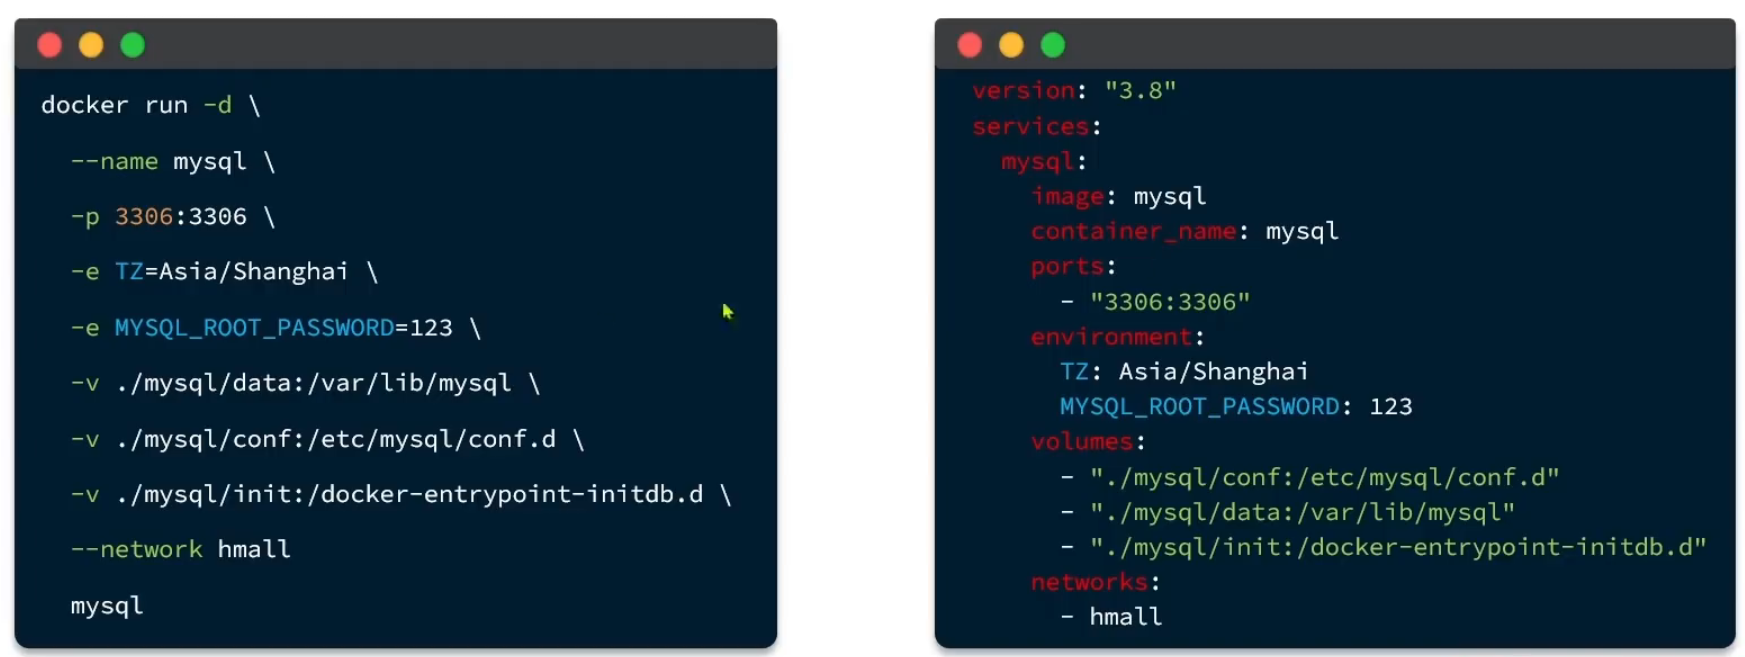 docker run -d \
--name mysql \
-p 3306:3306 \
-e TZ=Asia/Shanghai \
-e MYSQL_ROOT_PASSWORD=123 \
-v ./mysql/data:/var/lib/mysql \
-v ./mysql/conf:/etc/mysql/conf.d \
-v ./mysql/init:/docker-entrypoint-initdb.d \
--network hmall
mysql
version: "3.8"
services:
mysql:
image: mysql
container_name: mysql
ports:
- "3306:3306"
environment:
TZ: Asia/Shanghai
MYSQL_ROOT_PASSWORD: 123
volumes:
- "./mysql/conf:/etc/mysql/conf.d"
- "./mysql/data:/var/lib/mysql"
- "./mysql/init:/docker-entrypoint-initdb.d"
networks:
- hmall